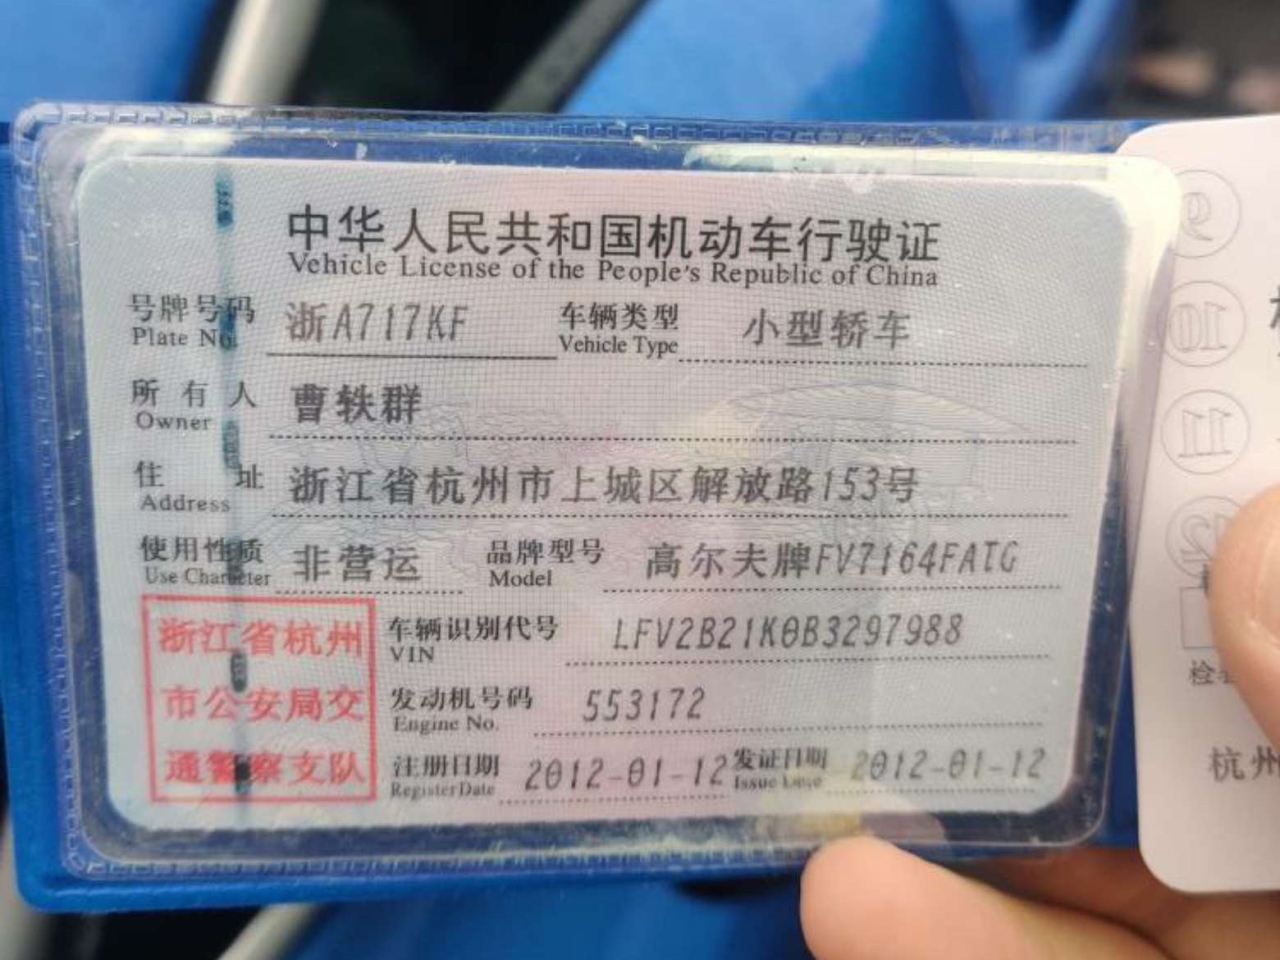 中华人民共和国机动车行驶证
Vehicle License of the People's Republic of China
号牌号码 浙A717KF 车辆类型 小型轿车
Plate No. Vehicle Type
所有人 曹轶群
Owner
住址 浙江省杭州市上城区解放路153号
Address
使用性质 非营运 品牌型号 高尔夫牌FV7164FATG
Use Character Model
浙江省杭州
市公安局交
通警察支队
车辆识别代号 LFV2B21K0B3297988
VIN
发动机号码 553172
Engine No.
注册日期 2012-01-12 发证日期 2012-01-12
Register Date Issue Date
9
10
11
12
杭州